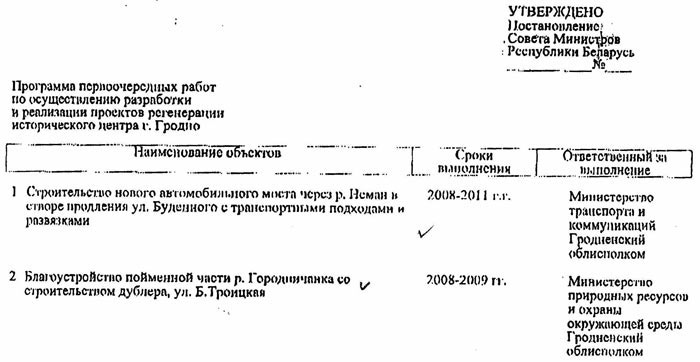 УТВЕРЖДЕНО
Постановление
Совета Министров
Республики Беларусь
№
Программа первоочередных работ
по осуществлению разработки
и реализации проектов регенерации
исторического центра г. Гродно
Наименование объектов
Сроки
выполнения
Ответственный за
выполнение
1 Строительство нового автомобильного моста через р. Неман в
створе продления ул. Буденного с транспортными подходами и
развязками
2008-2011 г.г.
Министерство
транспорта и
коммуникаций
Гродненский
облисполком
2 Благоустройство пойменной части р. Городничанка со
строительством дублера, ул. Б.Троицкая
2008-2009 гг.
Министерство
природных ресурсов
и охраны
окружающей среды
Гродненский
облисполком